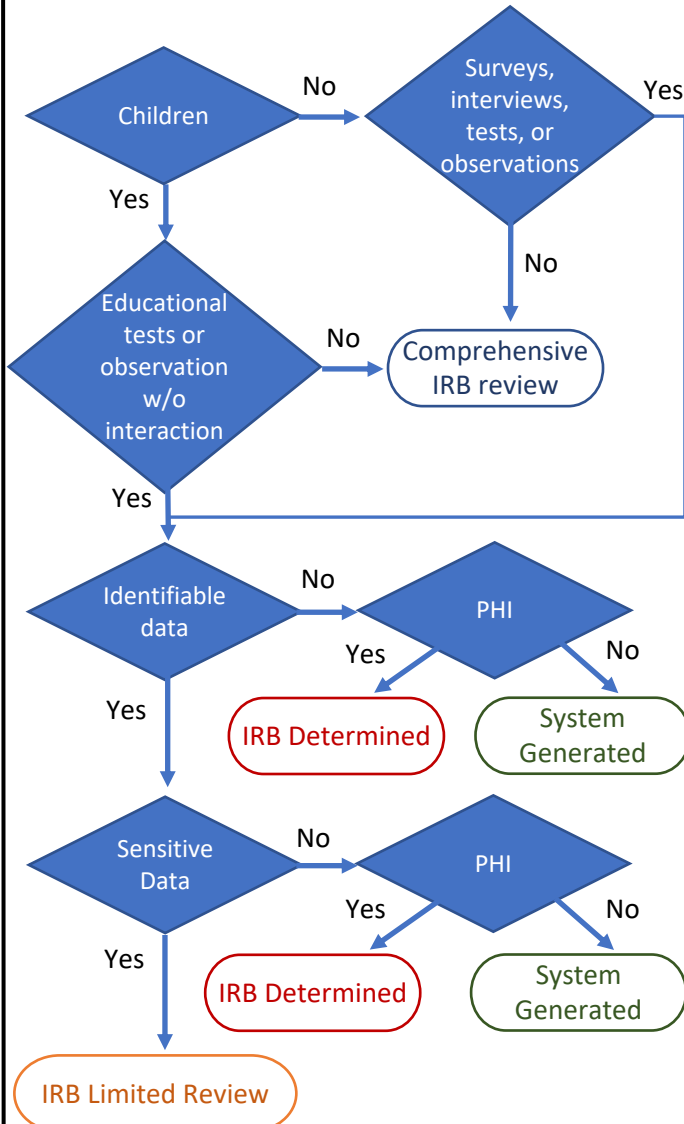 Children
No
Surveys,
interviews,
tests, or
observations
Yes
Yes
No
Educational
tests or
observation
w/o
interaction
No
Comprehensive
IRB review
Yes
Identifiable
data
No
PHI
Yes
No
Yes
IRB Determined
System
Generated
Sensitive
Data
No
PHI
Yes
No
Yes
IRB Determined
System
Generated
IRB Limited Review